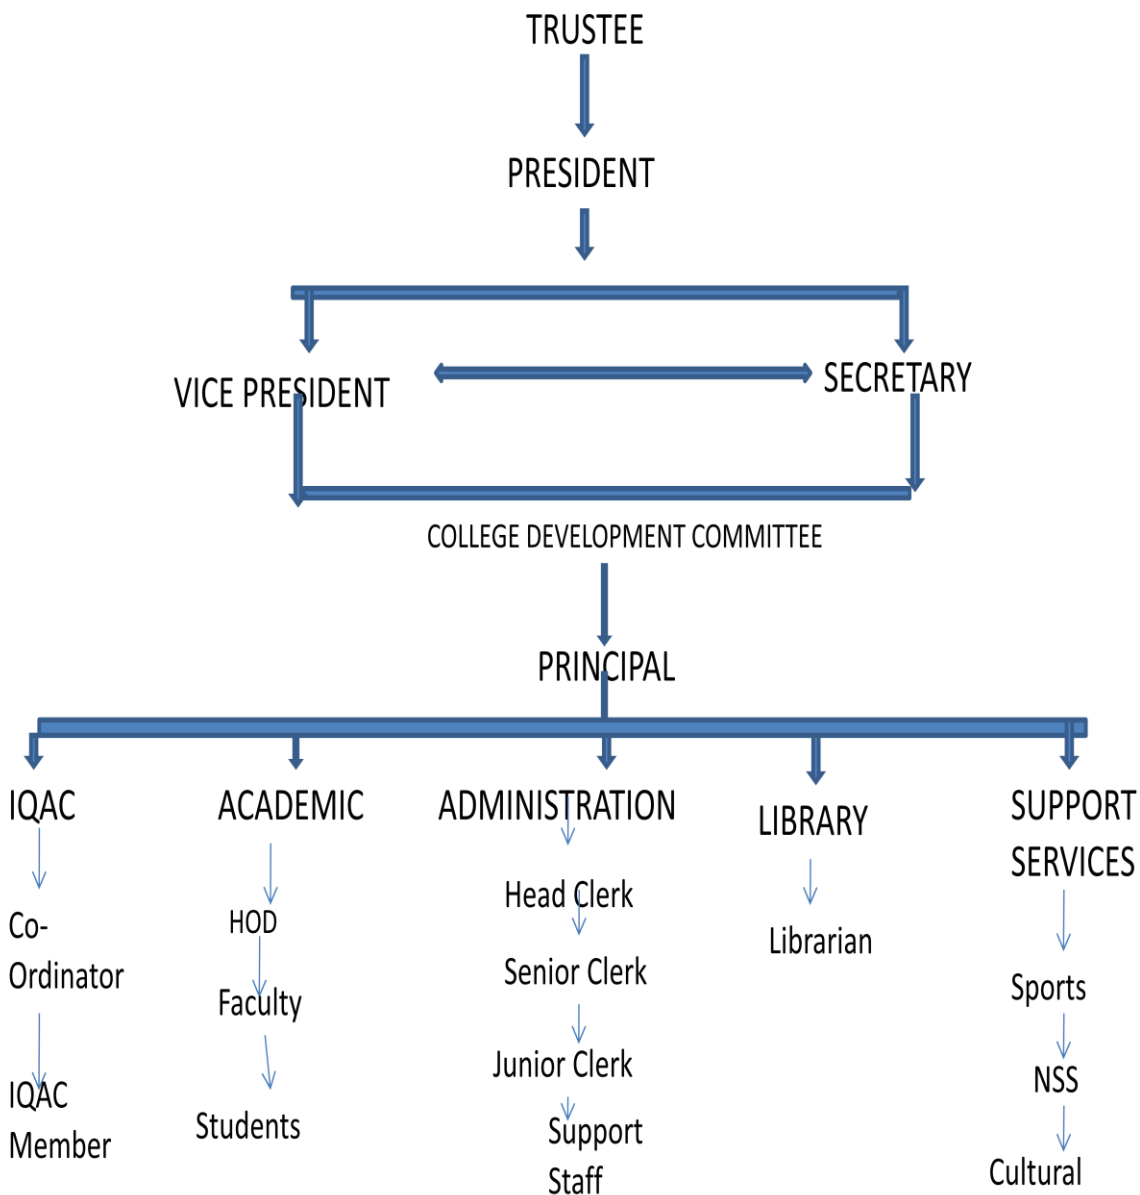 TRUSTEE
PRESIDENT
VICE PRESIDENT
SECRETARY
COLLEGE DEVELOPMENT COMMITTEE
PRINCIPAL
IQAC
Co-
Ordinator
IQAC
Member
ACADEMIC
HOD
Faculty
Students
ADMINISTRATION
Head Clerk
Senior Clerk
Junior Clerk
Support
Staff
LIBRARY
Librarian
SUPPORT
SERVICES
Sports
NSS
Cultural